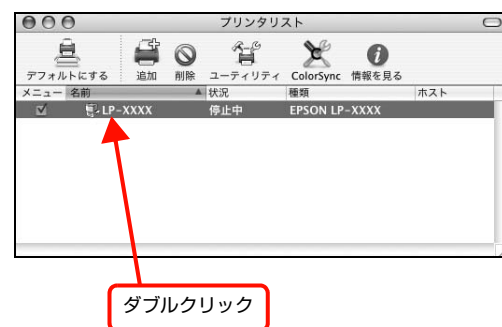 プリンタリスト
デフォルトにする 追加 削除 ユーティリティ ColorSync 情報を見る
メニュー 名前 状況 種類 ホスト
LP-XXXX 停止中 EPSON LP-XXXX
ダブルクリック